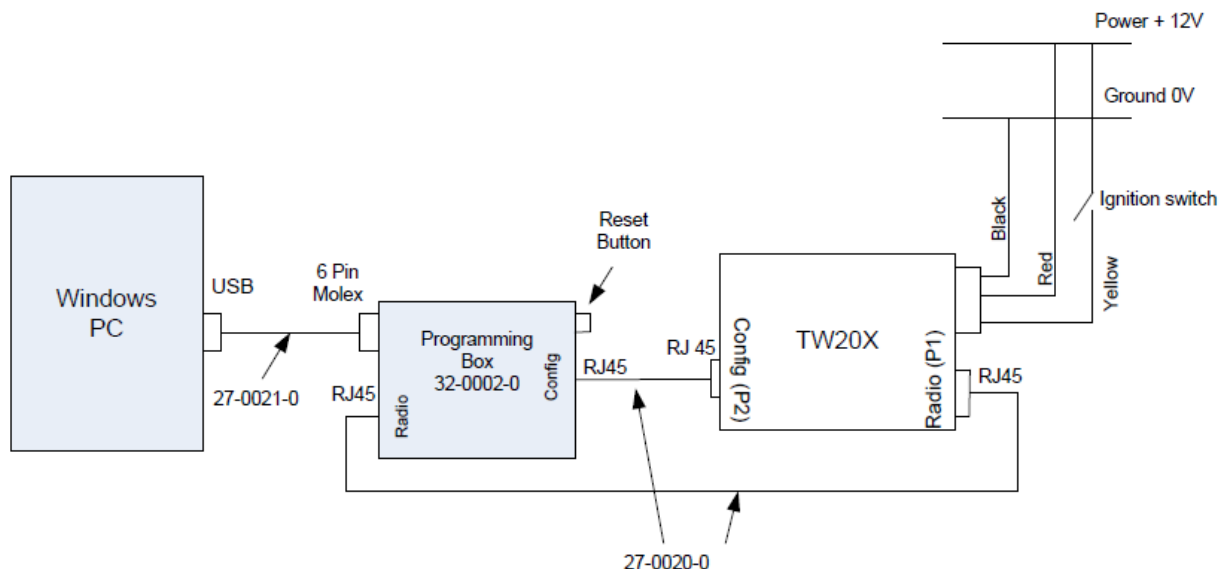 Power + 12V
Ground 0V
Ignition switch
Black
Red
Yellow
Reset
Button
6 Pin
Molex
USB
Windows
PC
Programming
Box
32-0002-0
Config
Radio
RJ45
RJ45
RJ 45
TW20X
Config (P2)
Radio (P1)
RJ45
27-0021-0
27-0020-0